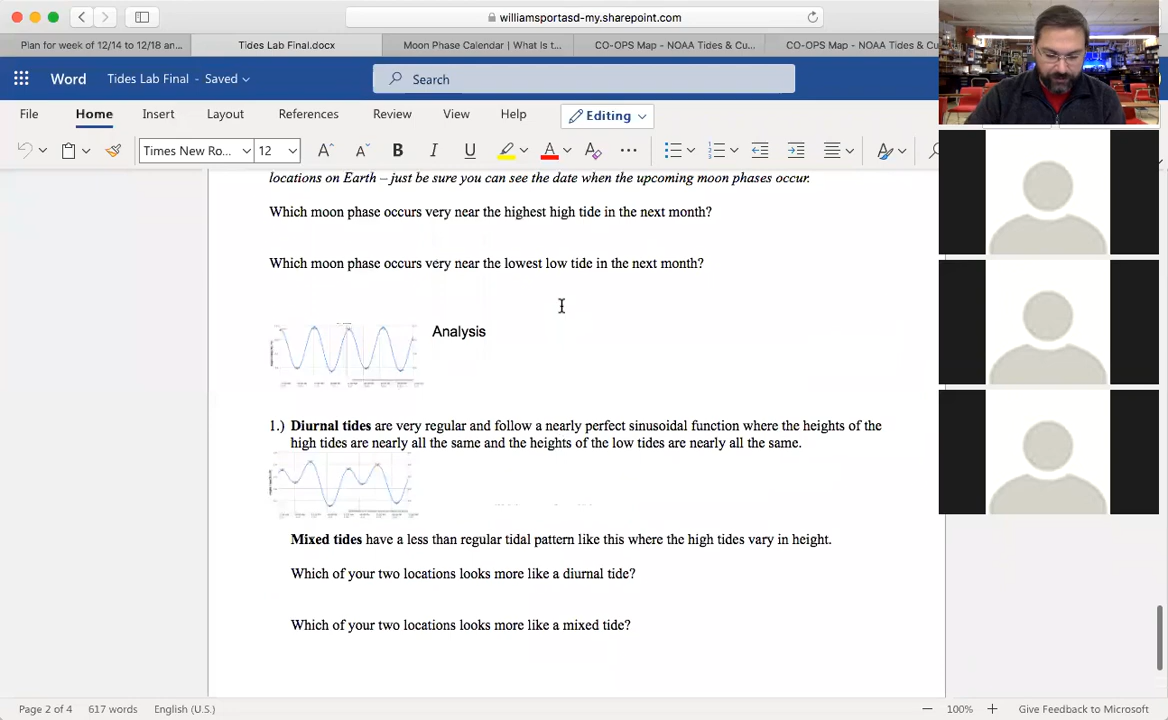 williamsportasd-my.sharepoint.com
Plan for week of 12/14 to 12/18 an...
Tides Lab Final.docx
Moon Phase Calendar | What Is t...
CO-OPS Map - NOAA Tides & Cu...
CO-OPS Map - NOAA Tides & Cu
Word
Tides Lab Final - Saved
Search
File
Home
Insert
Layout
References
Review
View
Help
Editing
Times New Ro...
12
locations on Earth – just be sure you can see the date when the upcoming moon phases occur.
Which moon phase occurs very near the highest high tide in the next month?
Which moon phase occurs very near the lowest low tide in the next month?
Analysis
1.) Diurnal tides are very regular and follow a nearly perfect sinusoidal function where the heights of the
high tides are nearly all the same and the heights of the low tides are nearly all the same.
Mixed tides have a less than regular tidal pattern like this where the high tides vary in height.
Which of your two locations looks more like a diurnal tide?
Which of your two locations looks more like a mixed tide?
Page 2 of 4
617 words
English (U.S.)
100%
Give Feedback to Microsoft